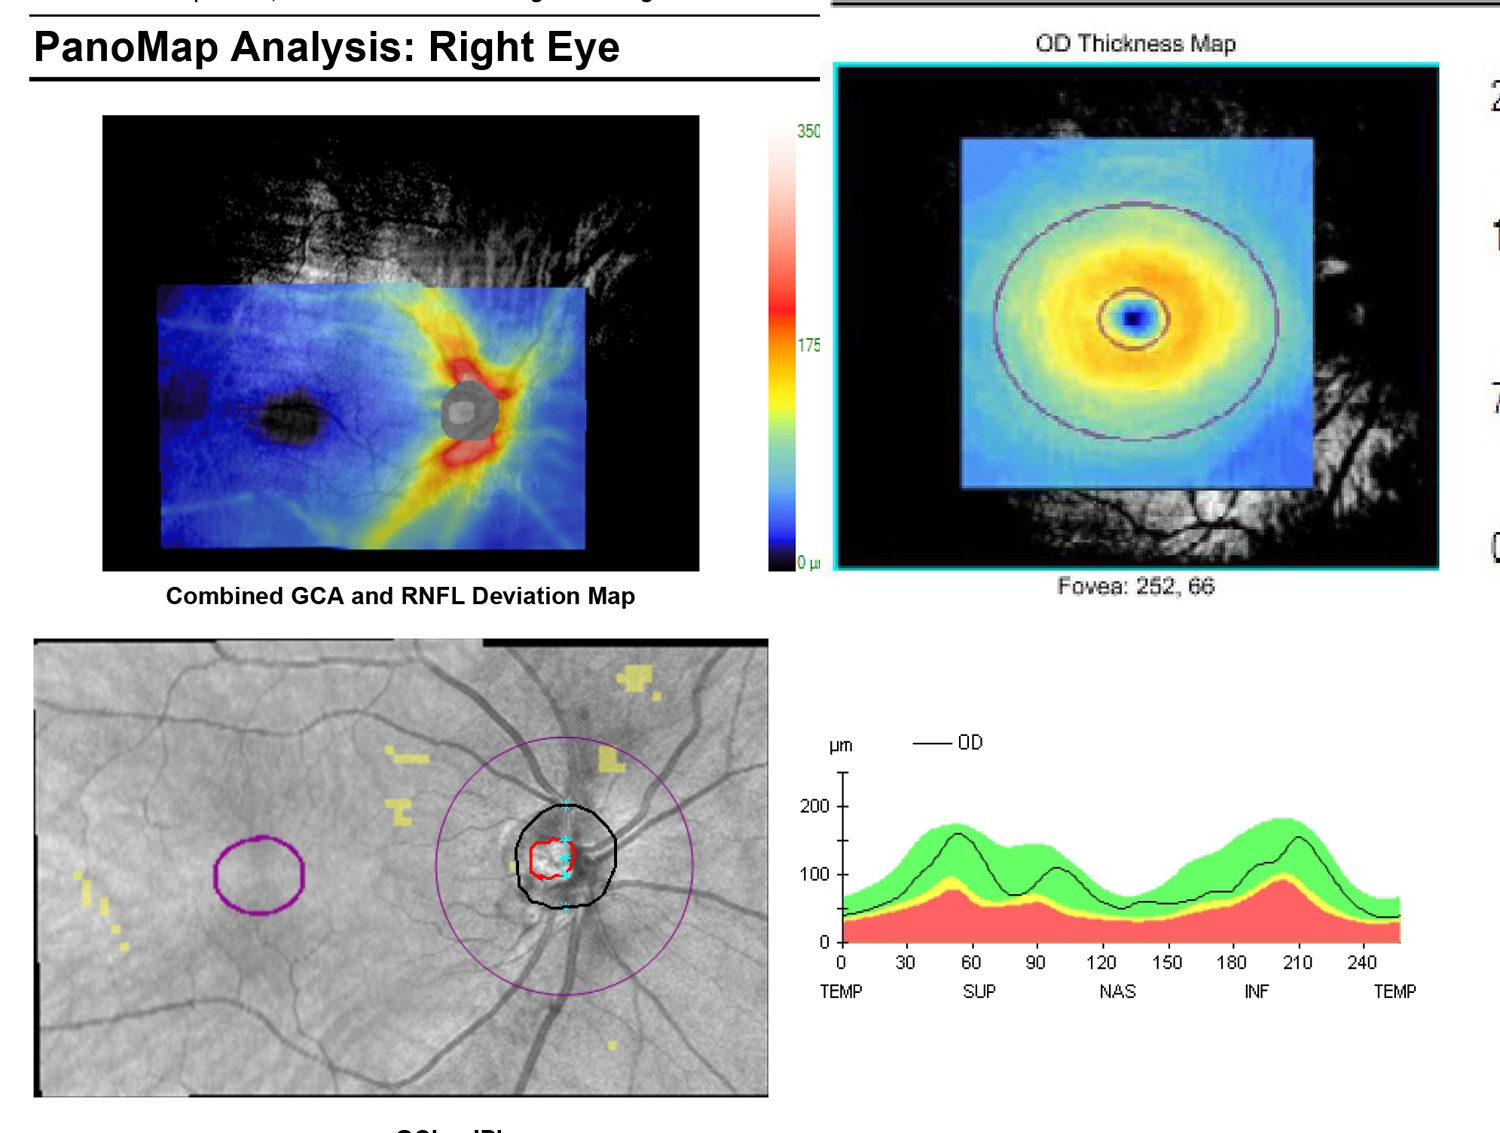 PanoMap Analysis: Right Eye
350
175
0 µ
Combined GCA and RNFL Deviation Map
OD Thickness Map
Fovea: 252, 66
µm
OD
200
100
0
0 30 60 90 120 150 180 210 240
TEMP SUP NAS INF TEMP